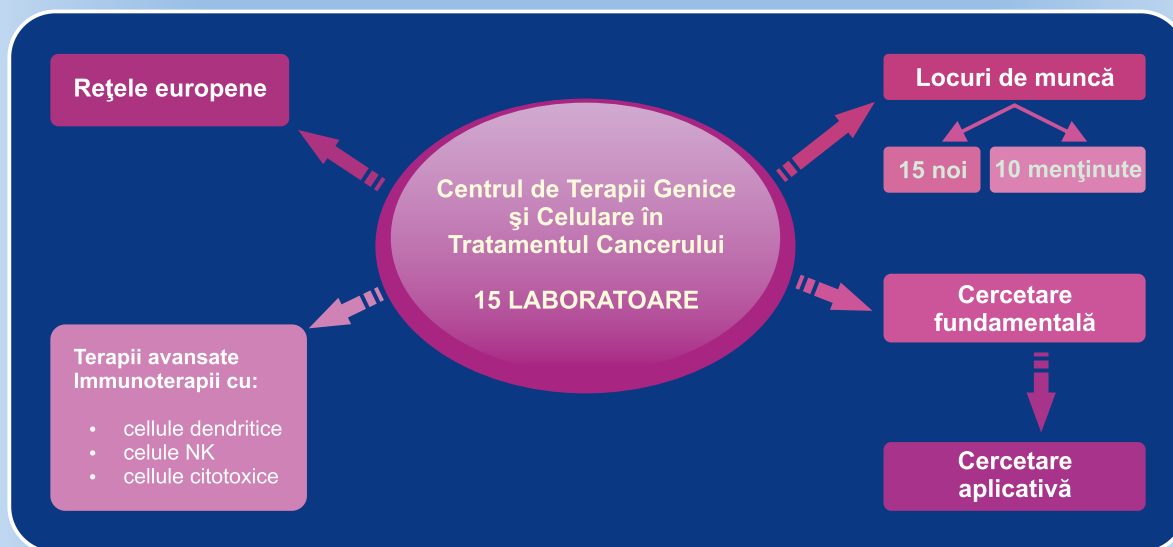 Reţele europene
Centrul de Terapii Genice
şi Celulare în
Tratamentul Cancerului
15 LABORATOARE
Terapii avansate
Immunoterapii cu:
• cellule dendritice
• celule NK
• cellule citotoxice
Locuri de muncă
15 noi
10 menţinute
Cercetare
fundamentală
Cercetare
aplicativă